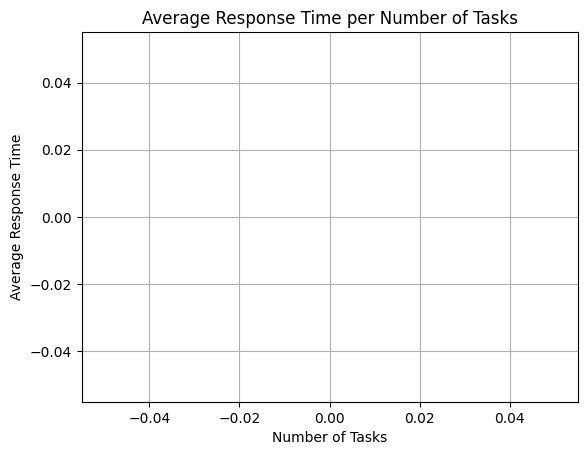 Average Response Time per Number of Tasks
0.04
0.02
0.00
−0.02
−0.04
Average Response Time
−0.04 −0.02 0.00 0.02 0.04
Number of Tasks